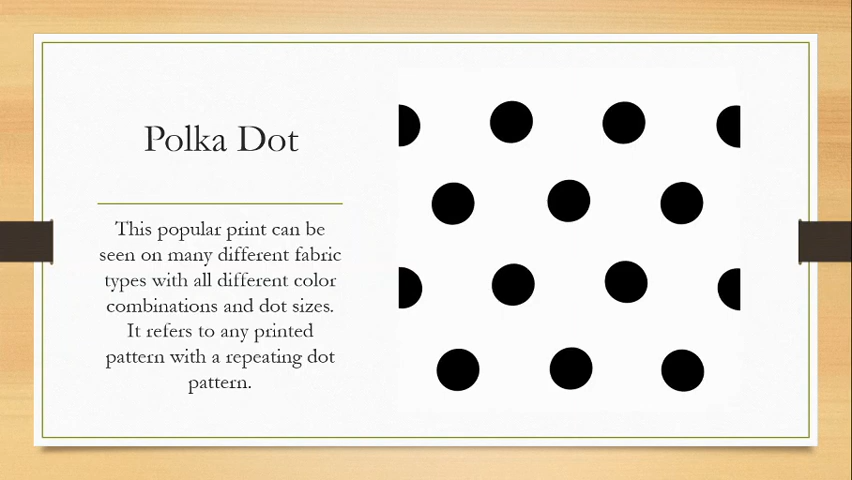 Polka Dot
This popular print can be
seen on many different fabric
types with all different color
combinations and dot sizes.
It refers to any printed
pattern with a repeating dot
pattern.